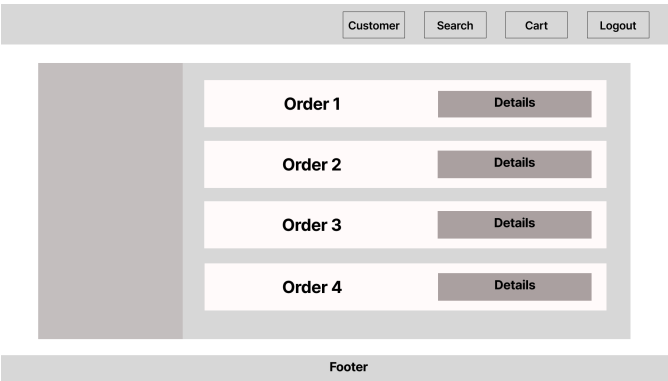 Customer Search Cart Logout
Order 1 Details
Order 2 Details
Order 3 Details
Order 4 Details
Footer